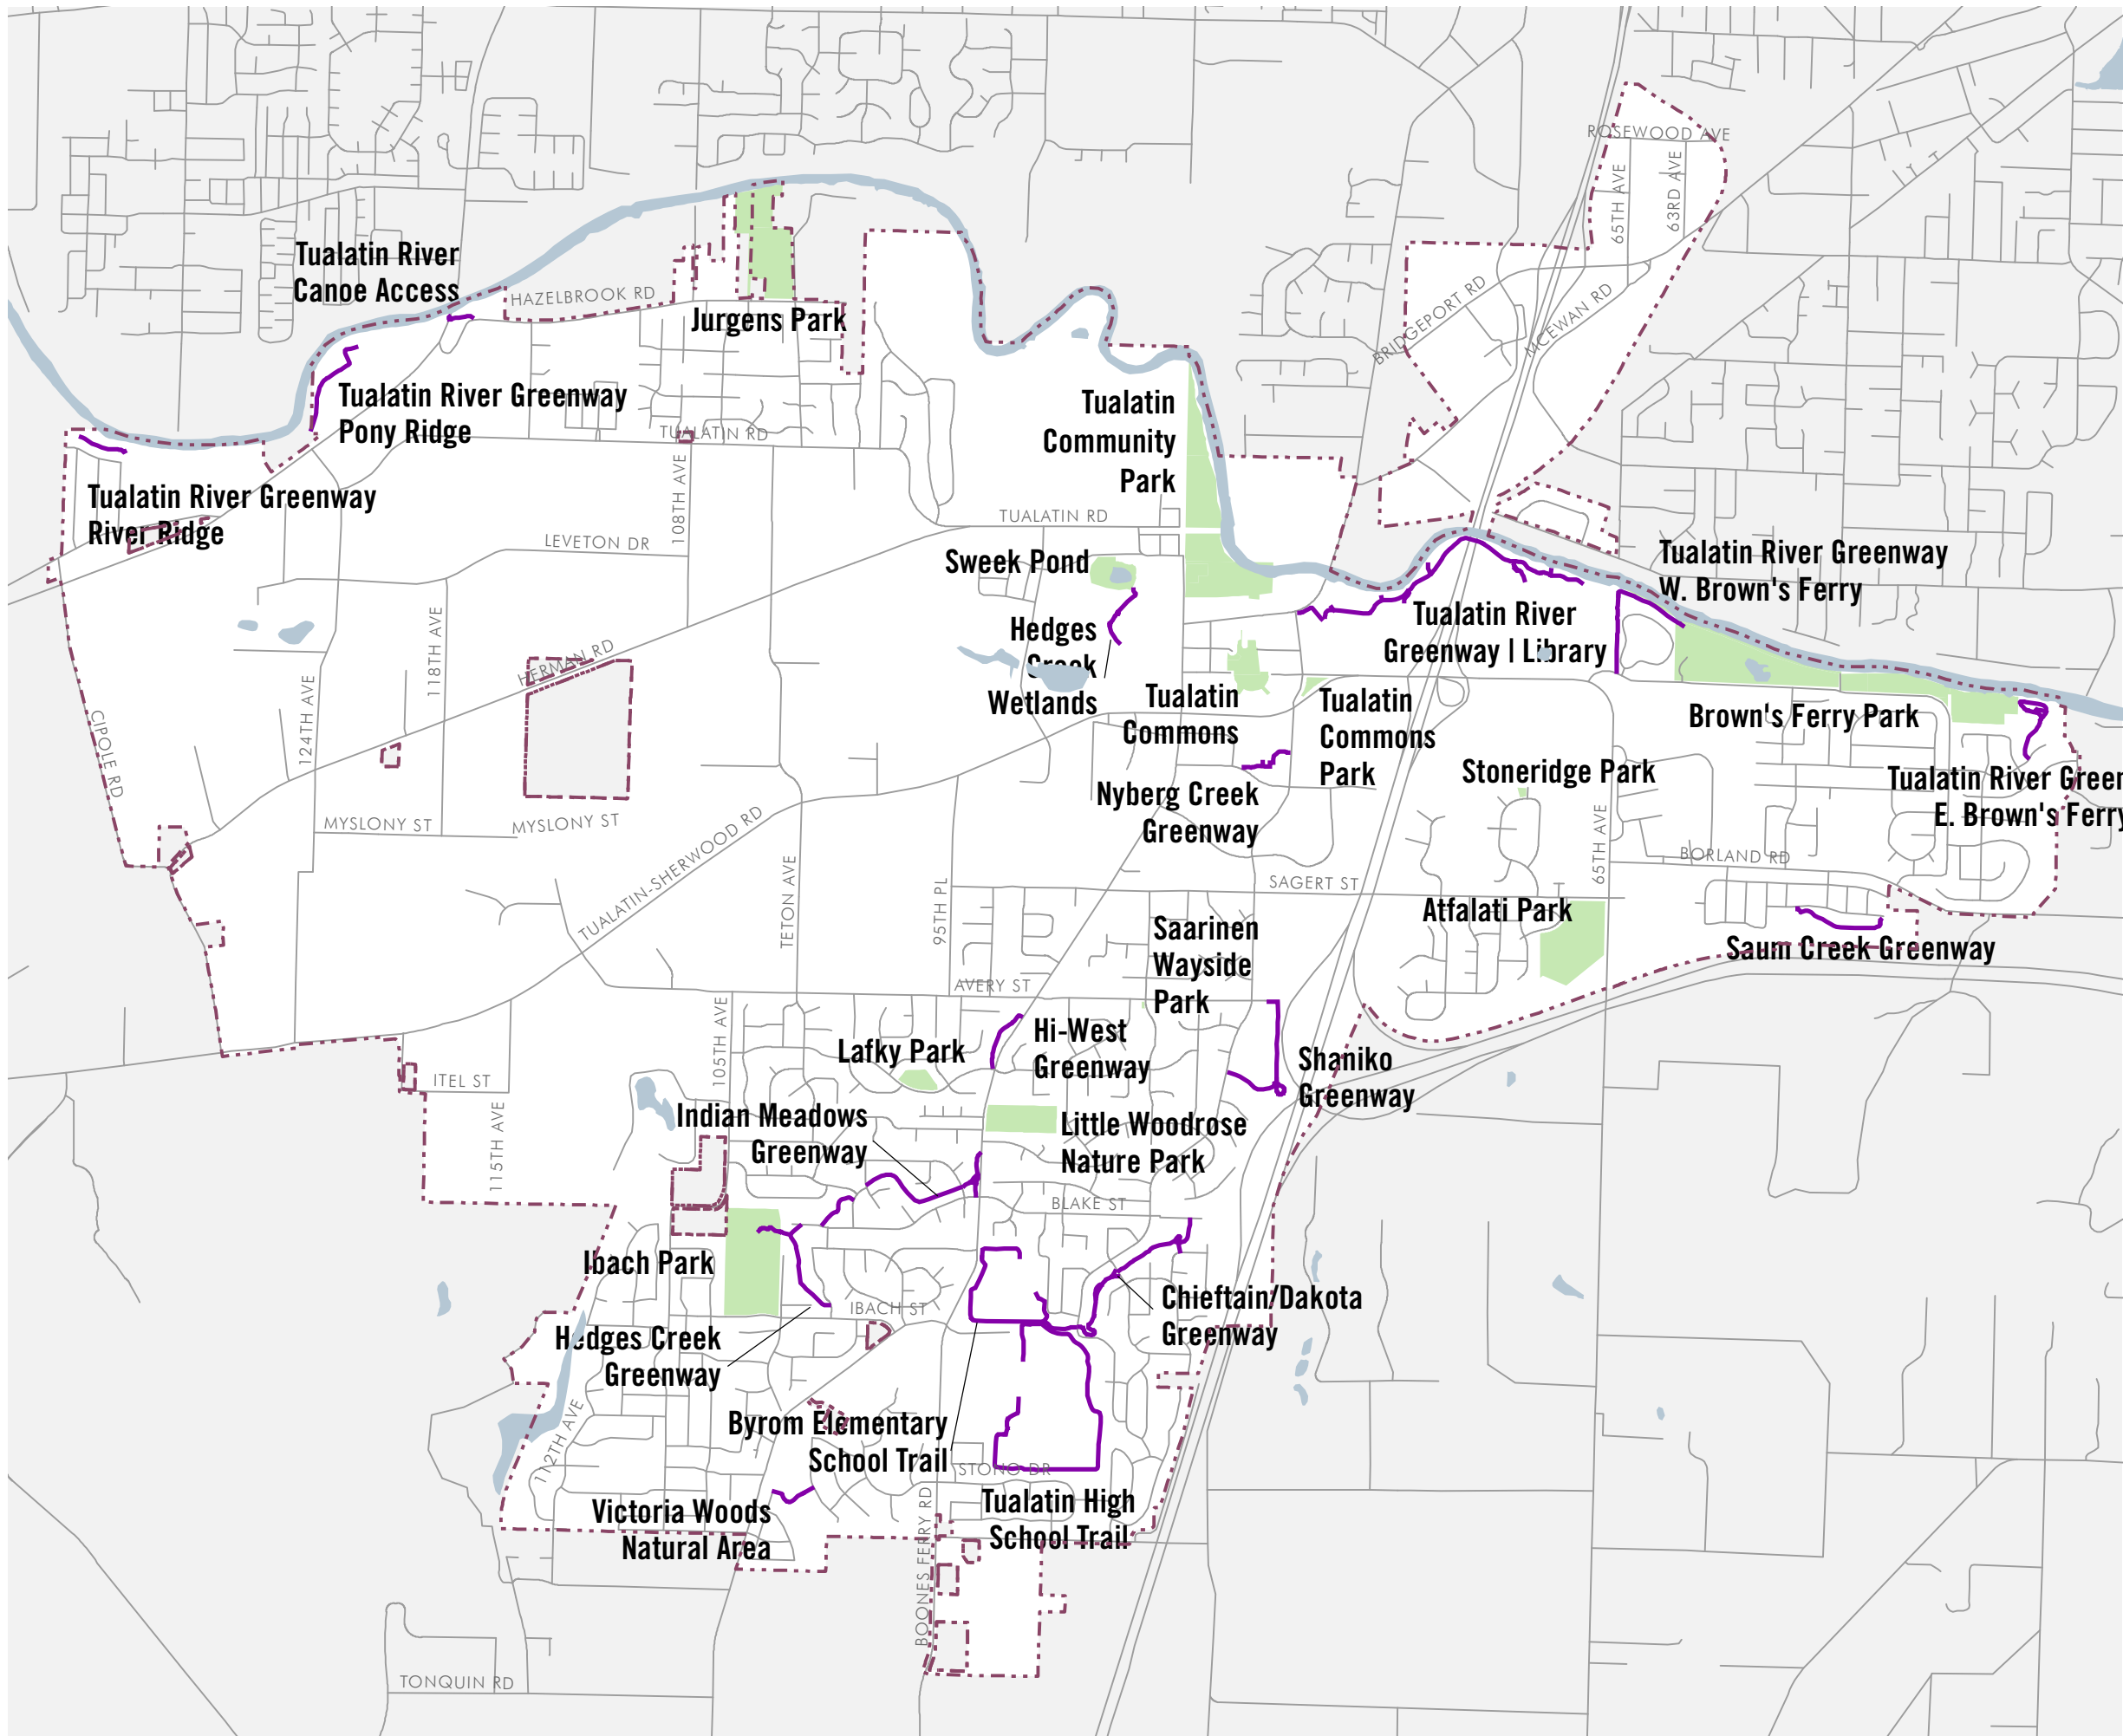 ROSEWOOD AVE
65TH AVE
63RD AVE
Tualatin River
Canoe Access
HAZELBROOK RD
Jurgens Park
BRIDGEPORT RD
MCEWAN RD
Tualatin River Greenway
Pony Ridge
TUALATIN RD
108TH AVE
Tualatin
Community
Park
Tualatin River Greenway
River Ridge
TUALATIN RD
LEVETON DR
Sweek Pond
Tualatin River Greenway
W. Brown's Ferry
Hedges
Creek
Wetlands
Tualatin River
Greenway | Library
118TH AVE
HERMAN RD
124TH AVE
CIPOLE RD
Tualatin
Commons
Tualatin
Commons
Park
Brown's Ferry Park
Stoneridge Park
Tualatin River Green
E. Brown's Ferry
Nyberg Creek
Greenway
MYSLONY ST
MYSLONY ST
TUALATIN-SHERWOOD RD
65TH AVE
BORLAND RD
TETON AVE
95TH PL
SAGERT ST
Atfalati Park
Saarinen
Wayside
Park
Saum Creek Greenway
AVERY ST
105TH AVE
Hi-West
Greenway
Lafky Park
Shaniko
Greenway
ITEL ST
115TH AVE
Indian Meadows
Greenway
Little Woodrose
Nature Park
BLAKE ST
Ibach Park
IBACH ST
Chieftain/Dakota
Greenway
Hedges Creek
Greenway
112TH AVE
Byrom Elementary
School Trail
STONO DR
Victoria Woods
Natural Area
Tualatin High
School Trail
BOONES FERRY RD
TONQUIN RD